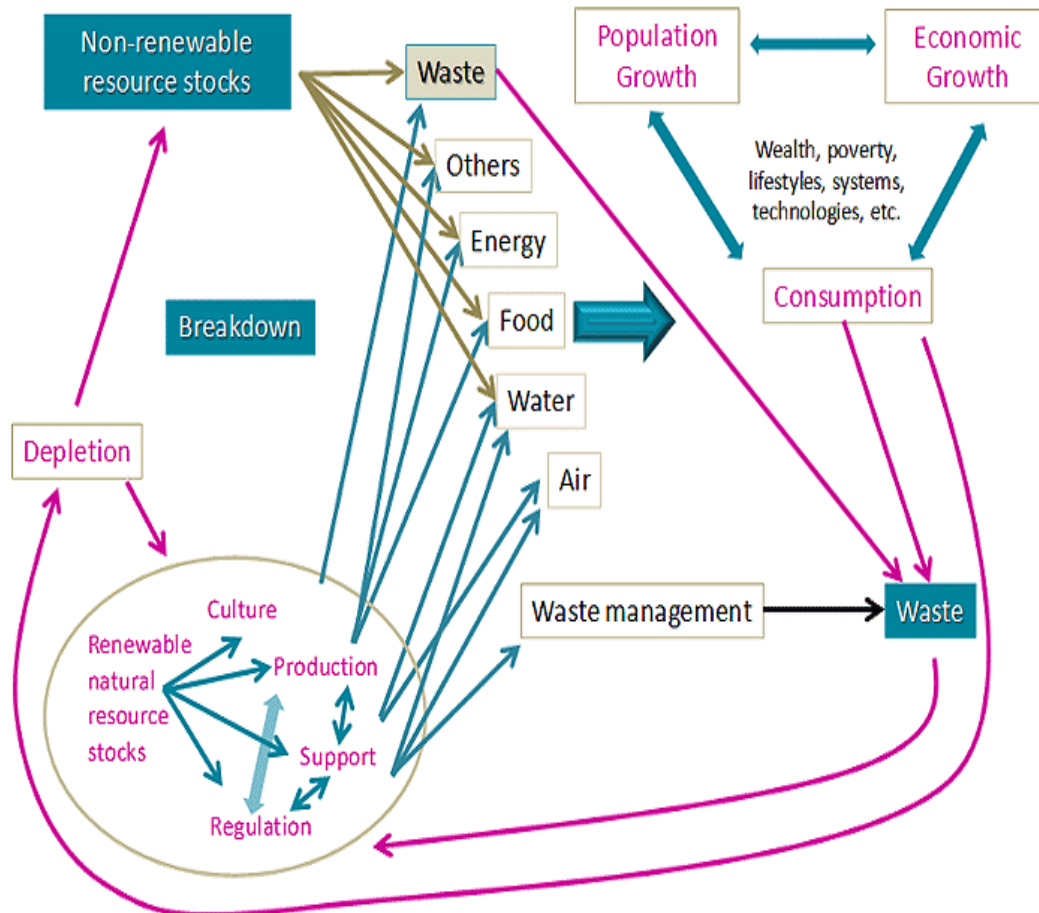 Non-renewable
resource stocks
Waste
Population
Growth
Economic
Growth
Others
Wealth, poverty,
lifestyles, systems,
technologies, etc.
Energy
Consumption
Breakdown
Food
Water
Depletion
Air
Waste management
Waste
Culture
Renewable
natural
resource
stocks
Production
Support
Regulation